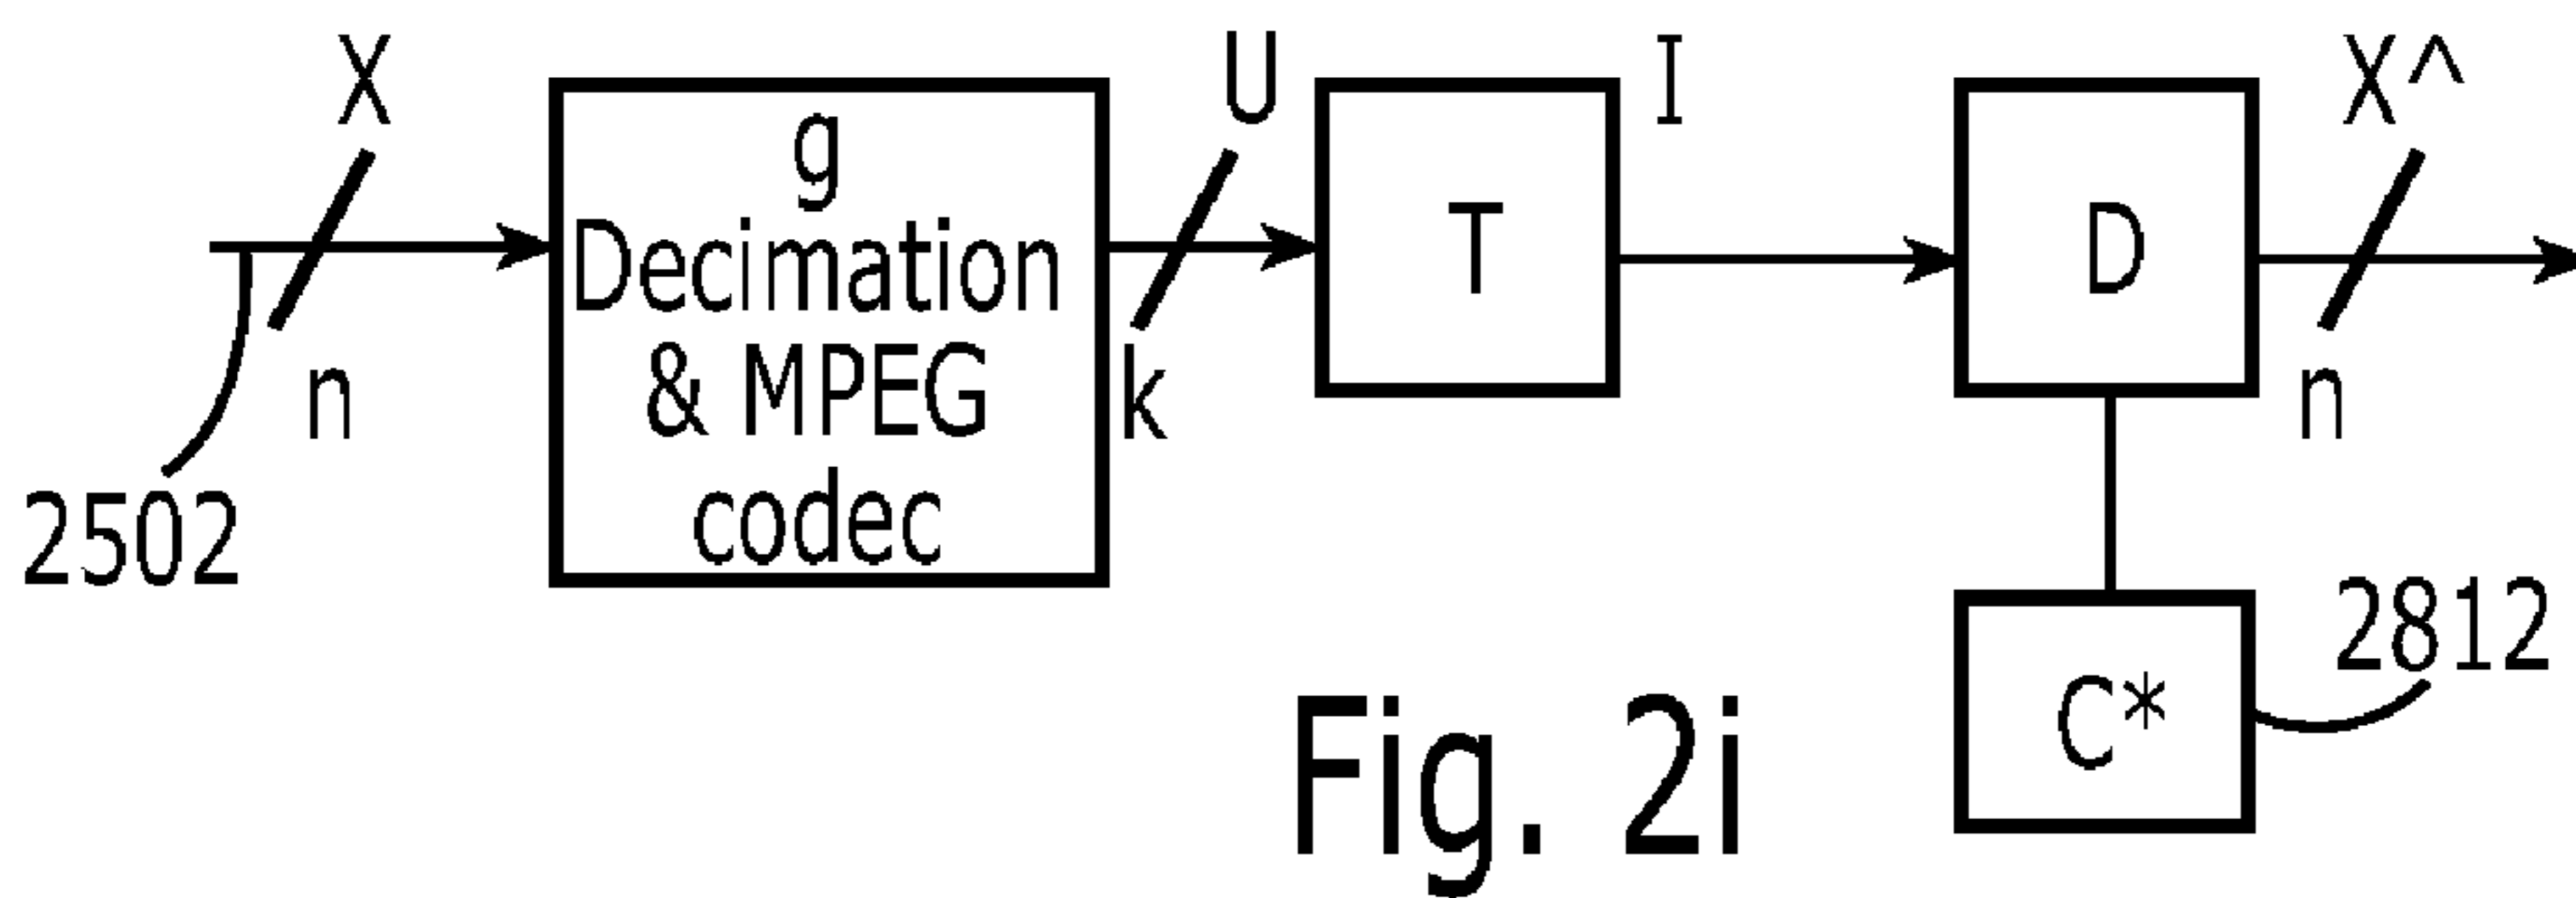 X
U
I
X^
g
Decimation
& MPEG
codec
T
D
n
k
n
2502
2812
C*
Fig. 2i